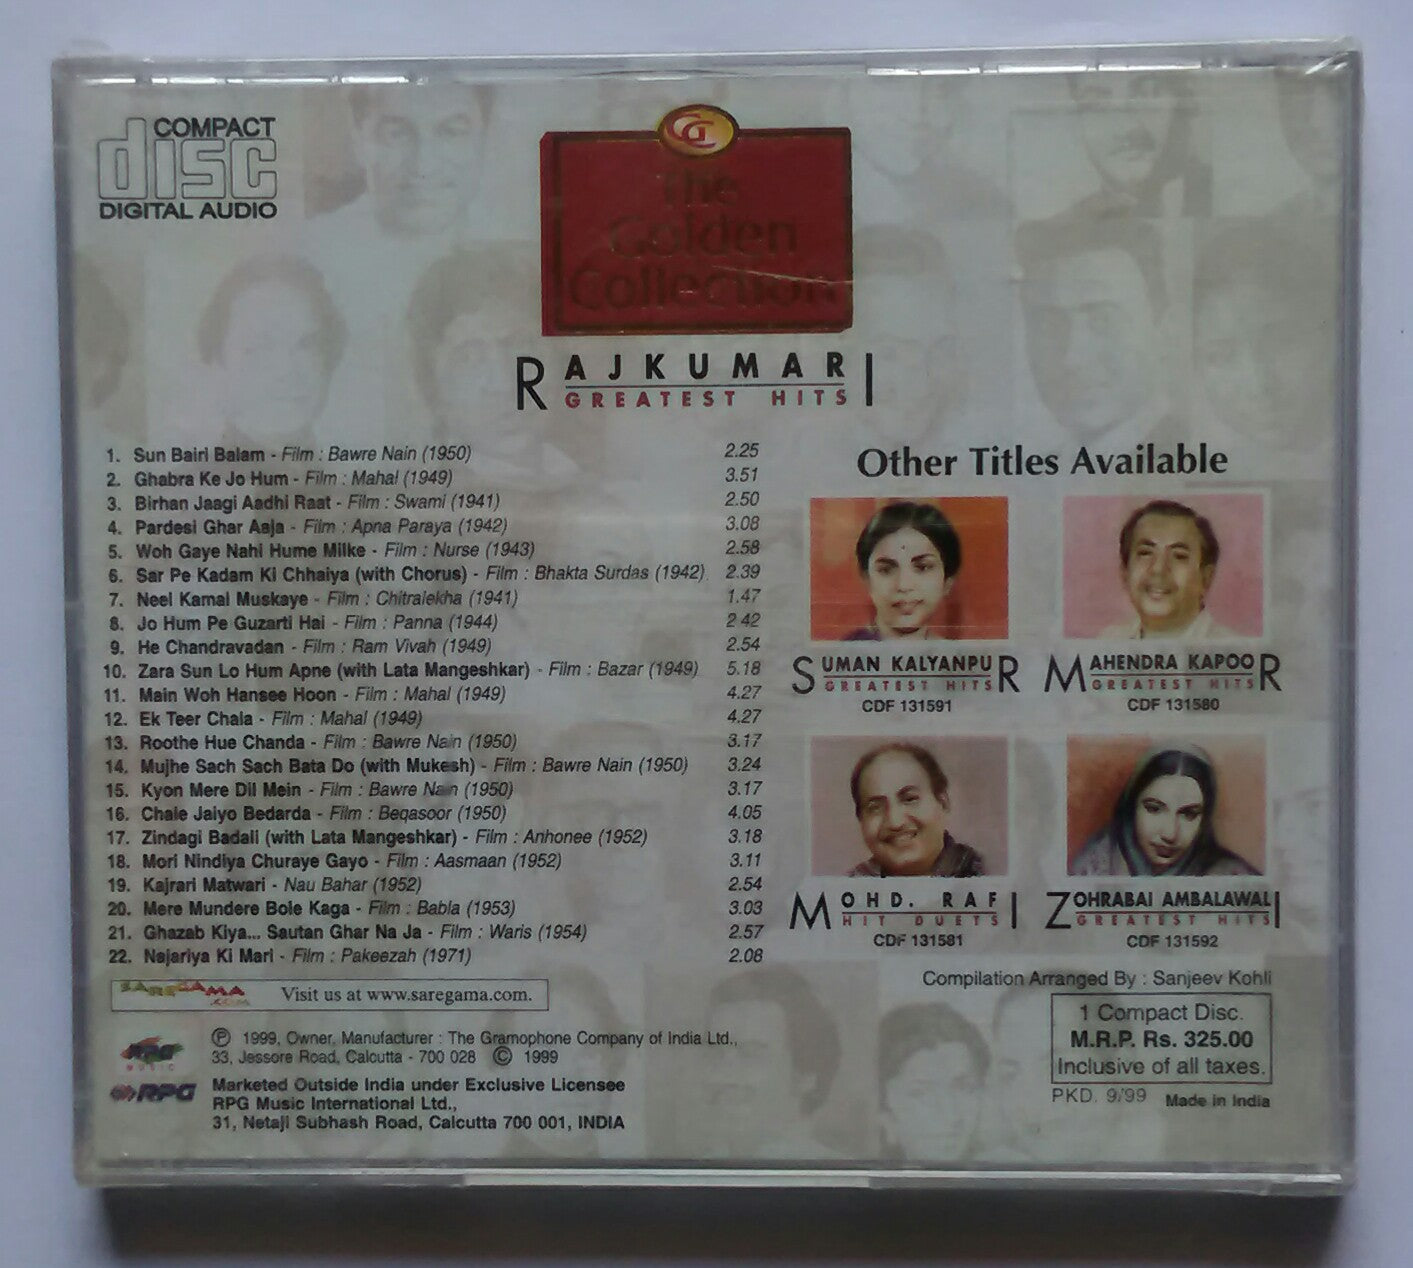 COMPACT
disc
DIGITAL AUDIO
GC
The
Golden
Collection
RAJKUMARI
GREATEST HITS
1. Sun Bairi Balam - Film : Bawre Nain (1950) 2.25
2. Ghabra Ke Jo Hum - Film : Mahal (1949) 3.51
3. Birhan Jaagi Aadhi Raat - Film : Swami (1941) 2.50
4. Pardesi Ghar Aaja - Film : Apna Paraya (1942) 3.08
5. Woh Gaye Nahi Hume Milke - Film : Nurse (1943) 2.58
6. Sar Pe Kadam Ki Chhaiya (with Chorus) - Film : Bhakta Surdas (1942) 2.39
7. Neel Kamal Muskaye - Film : Chitralekha (1941) 1.47
8. Jo Hum Pe Guzarti Hai - Film : Panna (1944) 2.42
9. He Chandravadan - Film : Ram Vivah (1949) 2.54
10. Zara Sun Lo Hum Apne (with Lata Mangeshkar) - Film : Bazar (1949) 5.18
11. Main Woh Hansee Hoon - Film : Mahal (1949) 4.27
12. Ek Teer Chala - Film : Mahal (1949) 4.27
13. Roothe Hue Chanda - Film : Bawre Nain (1950) 3.17
14. Mujhe Sach Sach Bata Do (with Mukesh) - Film : Bawre Nain (1950) 3.24
15. Kyon Mere Dil Mein - Film : Bawre Nain (1950) 3.17
16. Chale Jaiyo Bedarda - Film : Beqasoor (1950) 4.05
17. Zindagi Badali (with Lata Mangeshkar) - Film : Anhonee (1952) 3.18
18. Mori Nindiya Churaye Gayo - Film : Aasmaan (1952) 3.11
19. Kajrari Matwari - Nau Bahar (1952) 2.54
20. Mere Mundere Bole Kaga - Film : Babla (1953) 3.03
21. Ghazab Kiya... Sautan Ghar Na Ja - Film : Waris (1954) 2.57
22. Najariya Ki Mari - Film : Pakeezah (1971) 2.08
Other Titles Available
SUMAN KALYANPUR
GREATEST HITS
CDF 131591
MAHENDRA KAPOOR
GREATEST HITS
CDF 131580
MOHD. RAFI
HIT DUETS
CDF 131581
ZOHRABAI AMBALAWALI
GREATEST HITS
CDF 131592
Compilation Arranged By : Sanjeev Kohli
SAREGAMA
.COM
Visit us at www.saregama.com.
RPG
MUSIC
Ⓟ 1999, Owner, Manufacturer : The Gramophone Company of India Ltd.,
33, Jessore Road, Calcutta - 700 028 © 1999
RPG
Marketed Outside India under Exclusive Licensee
RPG Music International Ltd.,
31, Netaji Subhash Road, Calcutta 700 001, INDIA
1 Compact Disc.
M.R.P. Rs. 325.00
Inclusive of all taxes.
PKD. 9/99 Made in India